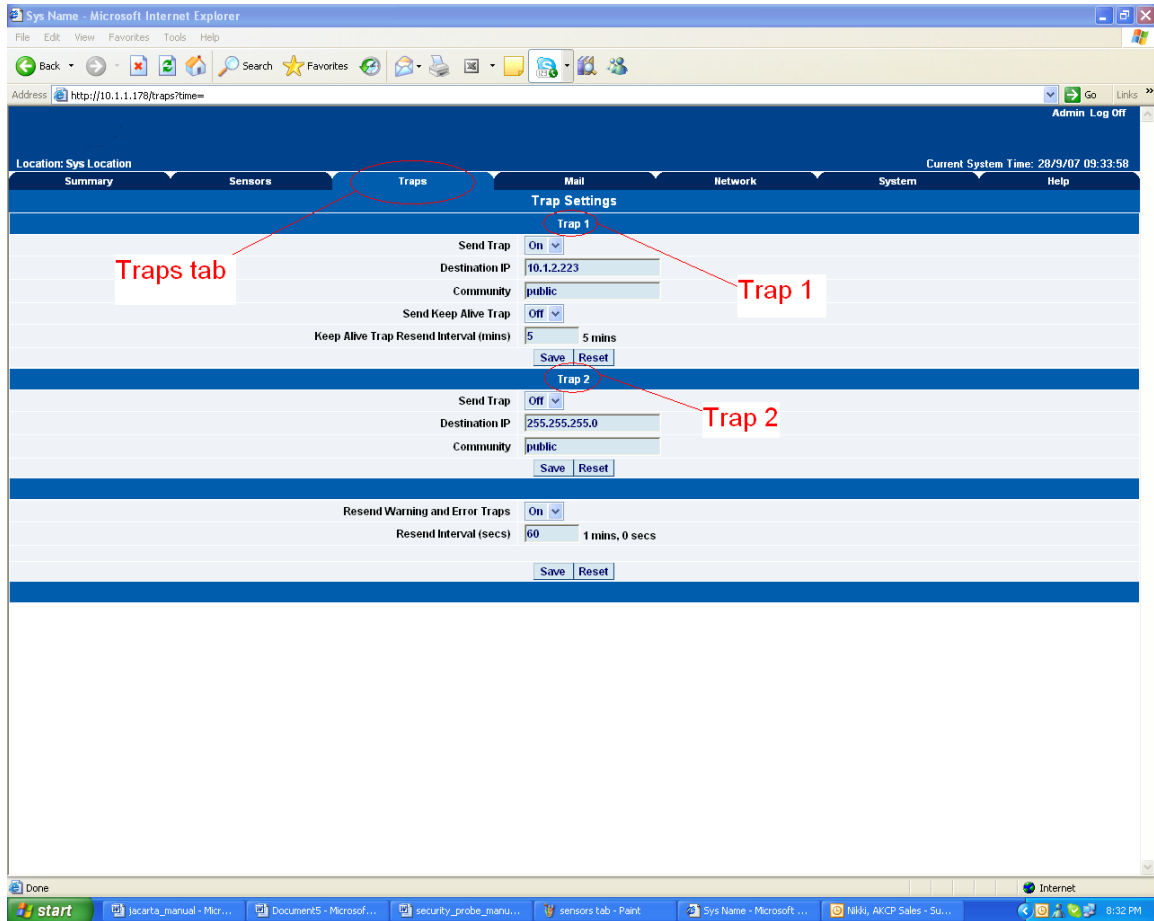 Sys Name - Microsoft Internet Explorer
File Edit View Favorites Tools Help
Back Search Favorites
Address http://10.1.1.178/traps?time= Go Links »
Admin Log Off
Location: Sys Location Current System Time: 28/9/07 09:33:58
Summary Sensors Traps Mail Network System Help
Trap Settings
Trap 1
Send Trap On
Destination IP 10.1.2.223
Community public
Send Keep Alive Trap Off
Keep Alive Trap Resend Interval (mins) 5 5 mins
Save Reset
Traps tab
Trap 1
Trap 2
Send Trap Off
Destination IP 255.255.255.0
Community public
Save Reset
Trap 2
Resend Warning and Error Traps On
Resend Interval (secs) 60 1 mins, 0 secs
Save Reset
Done Internet
start jacarta_manual - Micr... Document5 - Microsof... security_probe_manu... sensors tab - Paint Sys Name - Microsoft ... Nikki, AKCP Sales - Su... 8:32 PM